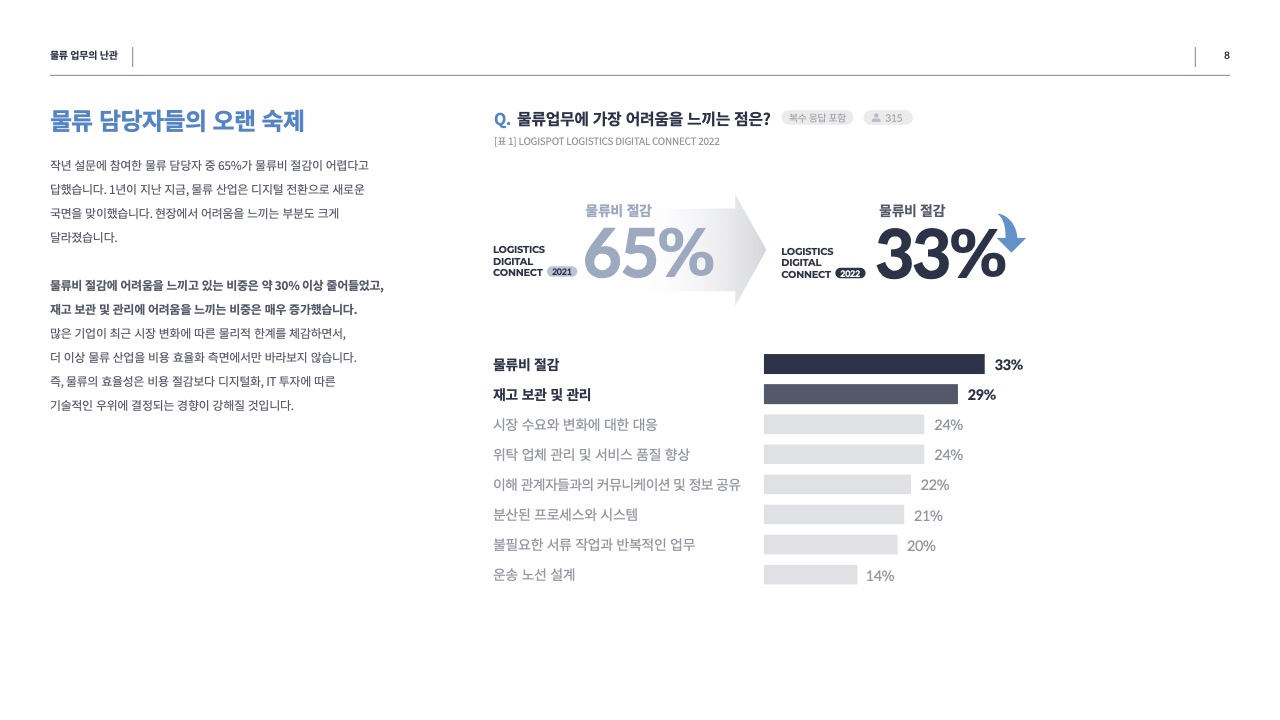 물류 업무의 난관
8
물류 담당자들의 오랜 숙제
작년 설문에 참여한 물류 담당자 중 65%가 물류비 절감이 어렵다고
답했습니다. 1년이 지난 지금, 물류 산업은 디지털 전환으로 새로운
국면을 맞이했습니다. 현장에서 어려움을 느끼는 부분도 크게
달라졌습니다.
물류비 절감에 어려움을 느끼고 있는 비중은 약 30% 이상 줄어들었고,
재고 보관 및 관리에 어려움을 느끼는 비중은 매우 증가했습니다.
많은 기업이 최근 시장 변화에 따른 물리적 한계를 체감하면서,
더 이상 물류 산업을 비용 효율화 측면에서만 바라보지 않습니다.
즉, 물류의 효율성은 비용 절감보다 디지털화, IT 투자에 따른
기술적인 우위에 결정되는 경향이 강해질 것입니다.
Q. 물류업무에 가장 어려움을 느끼는 점은? 복수 응답 포함 315
[표 1] LOGISPOT LOGISTICS DIGITAL CONNECT 2022
물류비 절감
LOGISTICS
DIGITAL
CONNECT 2021
65%
물류비 절감
LOGISTICS
DIGITAL
CONNECT 2022
33%
물류비 절감 33%
재고 보관 및 관리 29%
시장 수요와 변화에 대한 대응 24%
위탁 업체 관리 및 서비스 품질 향상 24%
이해 관계자들과의 커뮤니케이션 및 정보 공유 22%
분산된 프로세스와 시스템 21%
불필요한 서류 작업과 반복적인 업무 20%
운송 노선 설계 14%